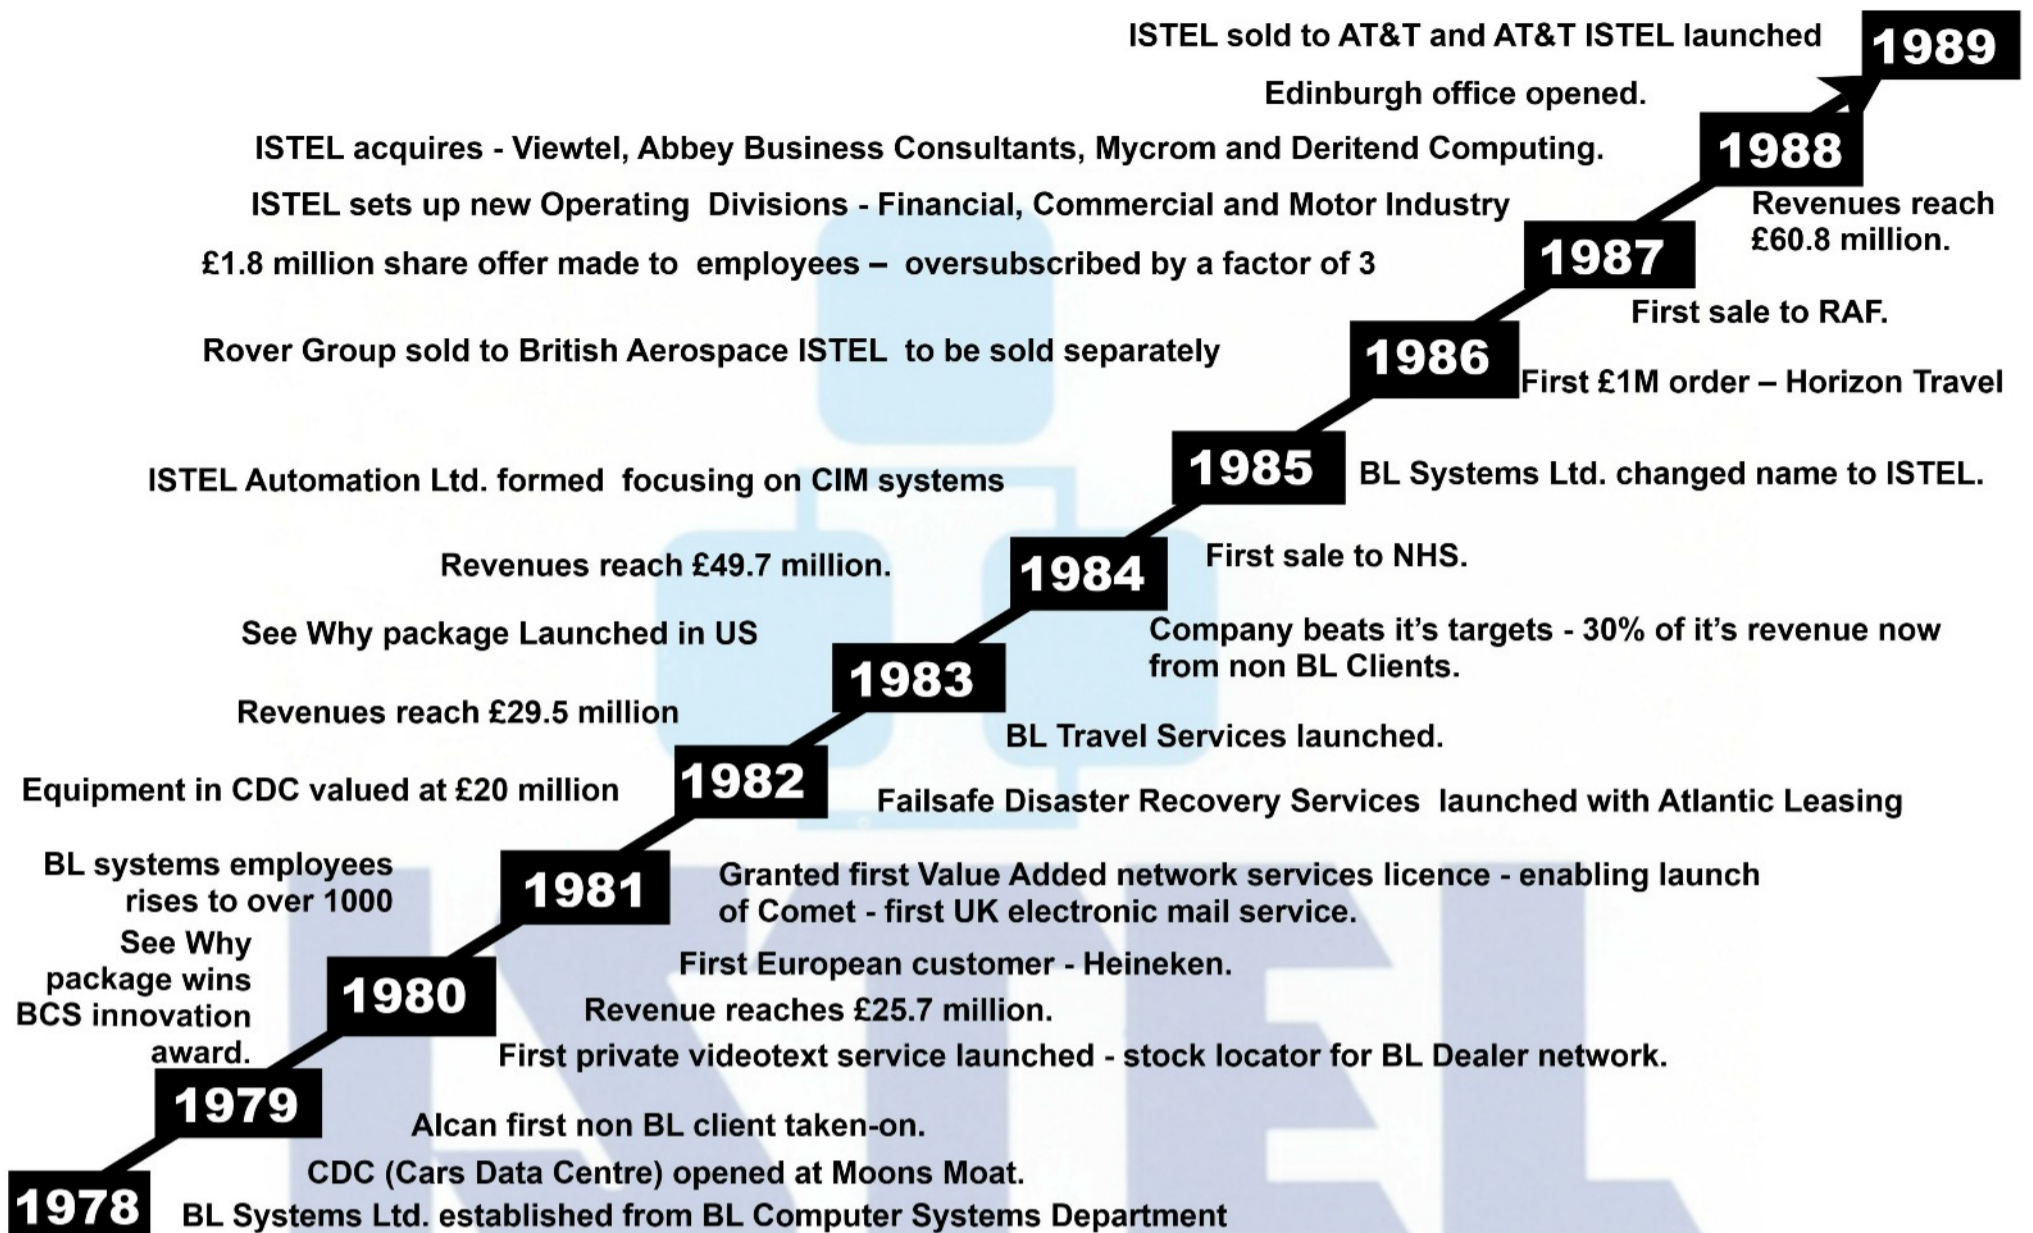 ISTEL sold to AT&T and AT&T ISTEL launched
1989
Edinburgh office opened.
ISTEL acquires - Viewtel, Abbey Business Consultants, Mycrom and Deritend Computing.
1988
ISTEL sets up new Operating Divisions - Financial, Commercial and Motor Industry
Revenues reach
£60.8 million.
£1.8 million share offer made to employees – oversubscribed by a factor of 3
1987
First sale to RAF.
Rover Group sold to British Aerospace ISTEL to be sold separately
1986
First £1M order – Horizon Travel
ISTEL Automation Ltd. formed focusing on CIM systems
1985
BL Systems Ltd. changed name to ISTEL.
Revenues reach £49.7 million.
1984
First sale to NHS.
See Why package Launched in US
Company beats it’s targets - 30% of it’s revenue now
from non BL Clients.
1983
Revenues reach £29.5 million
BL Travel Services launched.
Equipment in CDC valued at £20 million
1982
Failsafe Disaster Recovery Services launched with Atlantic Leasing
BL systems employees
rises to over 1000
1981
Granted first Value Added network services licence - enabling launch
of Comet - first UK electronic mail service.
See Why
package wins
BCS innovation
award.
1980
First European customer - Heineken.
Revenue reaches £25.7 million.
First private videotext service launched - stock locator for BL Dealer network.
1979
Alcan first non BL client taken-on.
CDC (Cars Data Centre) opened at Moons Moat.
1978
BL Systems Ltd. established from BL Computer Systems Department
ISTEL